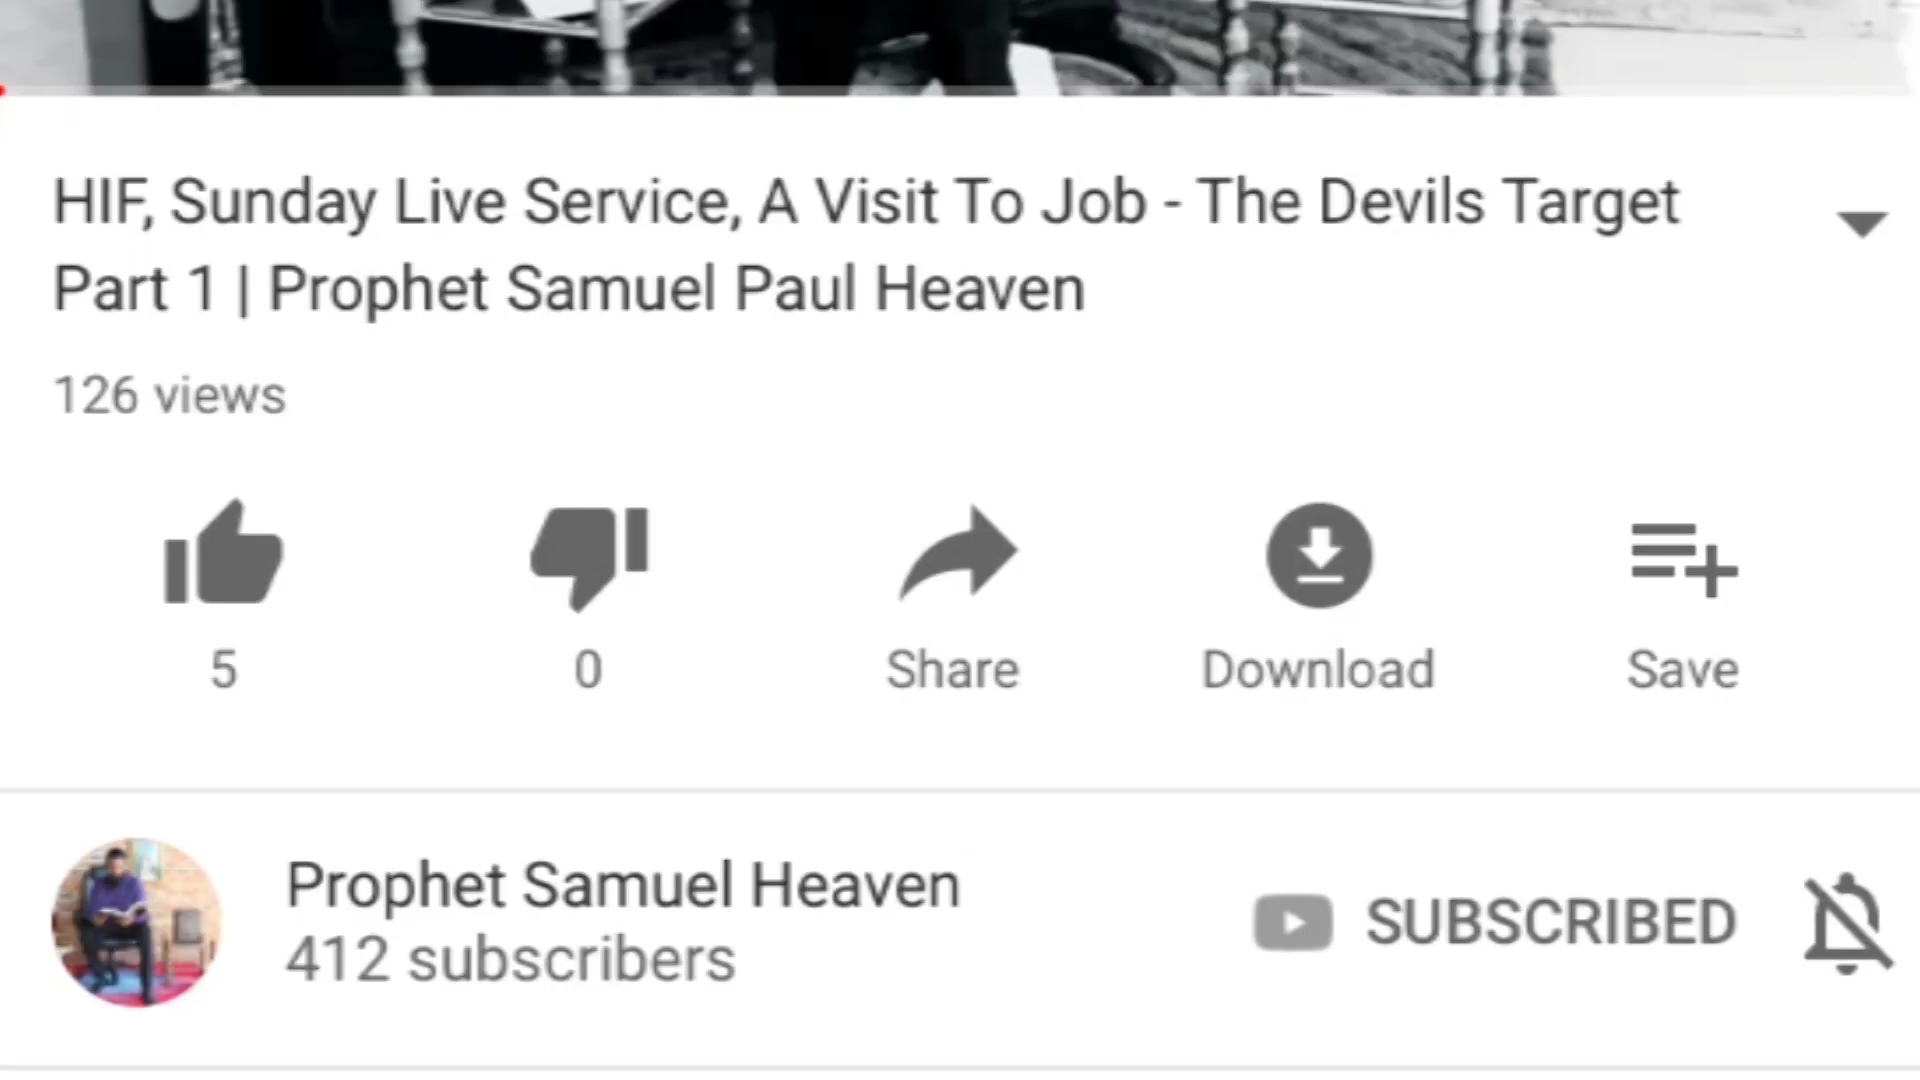 HIF, Sunday Live Service, A Visit To Job - The Devils Target
Part 1 | Prophet Samuel Paul Heaven
126 views
5
0
Share
Download
Save
Prophet Samuel Heaven
412 subscribers
SUBSCRIBED